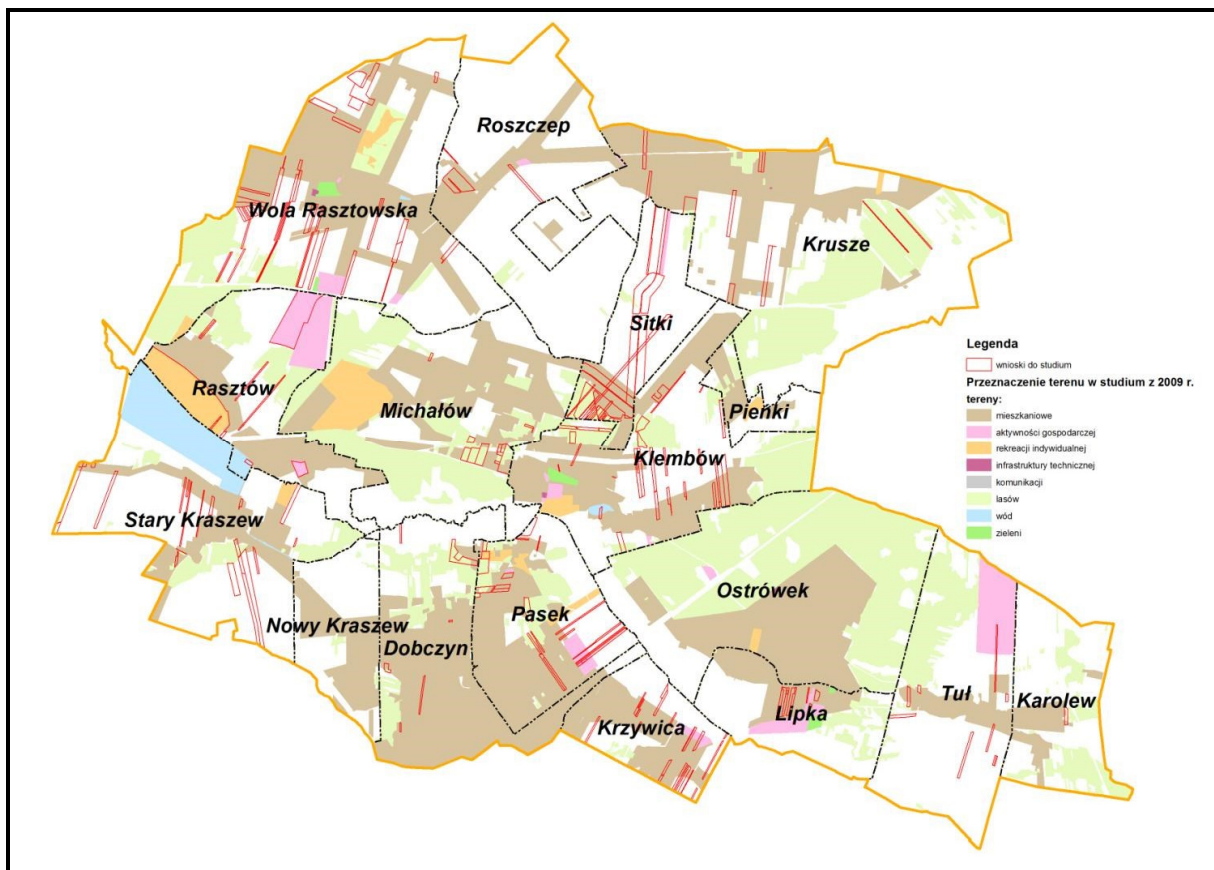 Roszczep
Wola Rasztowska
Krusze
Sitki
Rasztów
Michałów
Pieńki
Klembów
Stary Kraszew
Ostrówek
Pasek
Nowy Kraszew
Dobczyn
Tuł
Karolew
Lipka
Krzywica
Legenda
wnioski do studium
Przeznaczenie terenu w studium z 2009 r.
tereny:
mieszkaniowe
aktywności gospodarczej
rekreacji indywidualnej
infrastruktury technicznej
komunikacji
lasów
wód
zieleni